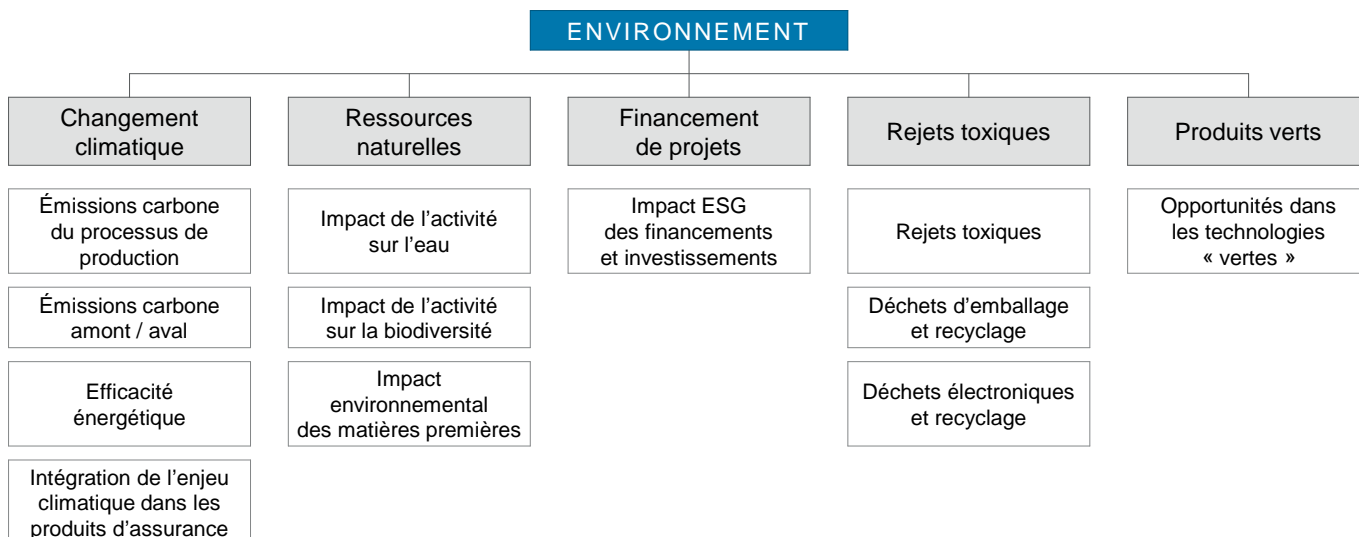 ENVIRONNEMENT
Changement
climatique
Émissions carbone
du processus de
production
Émissions carbone
amont / aval
Efficacité
énergétique
Intégration de l’enjeu
climatique dans les
produits d’assurance
Ressources
naturelles
Impact de l’activité
sur l’eau
Impact de l’activité
sur la biodiversité
Impact
environnemental
des matières premières
Financement
de projets
Impact ESG
des financements
et investissements
Rejets toxiques
Rejets toxiques
Déchets d’emballage
et recyclage
Déchets électroniques
et recyclage
Produits verts
Opportunités dans
les technologies
« vertes »